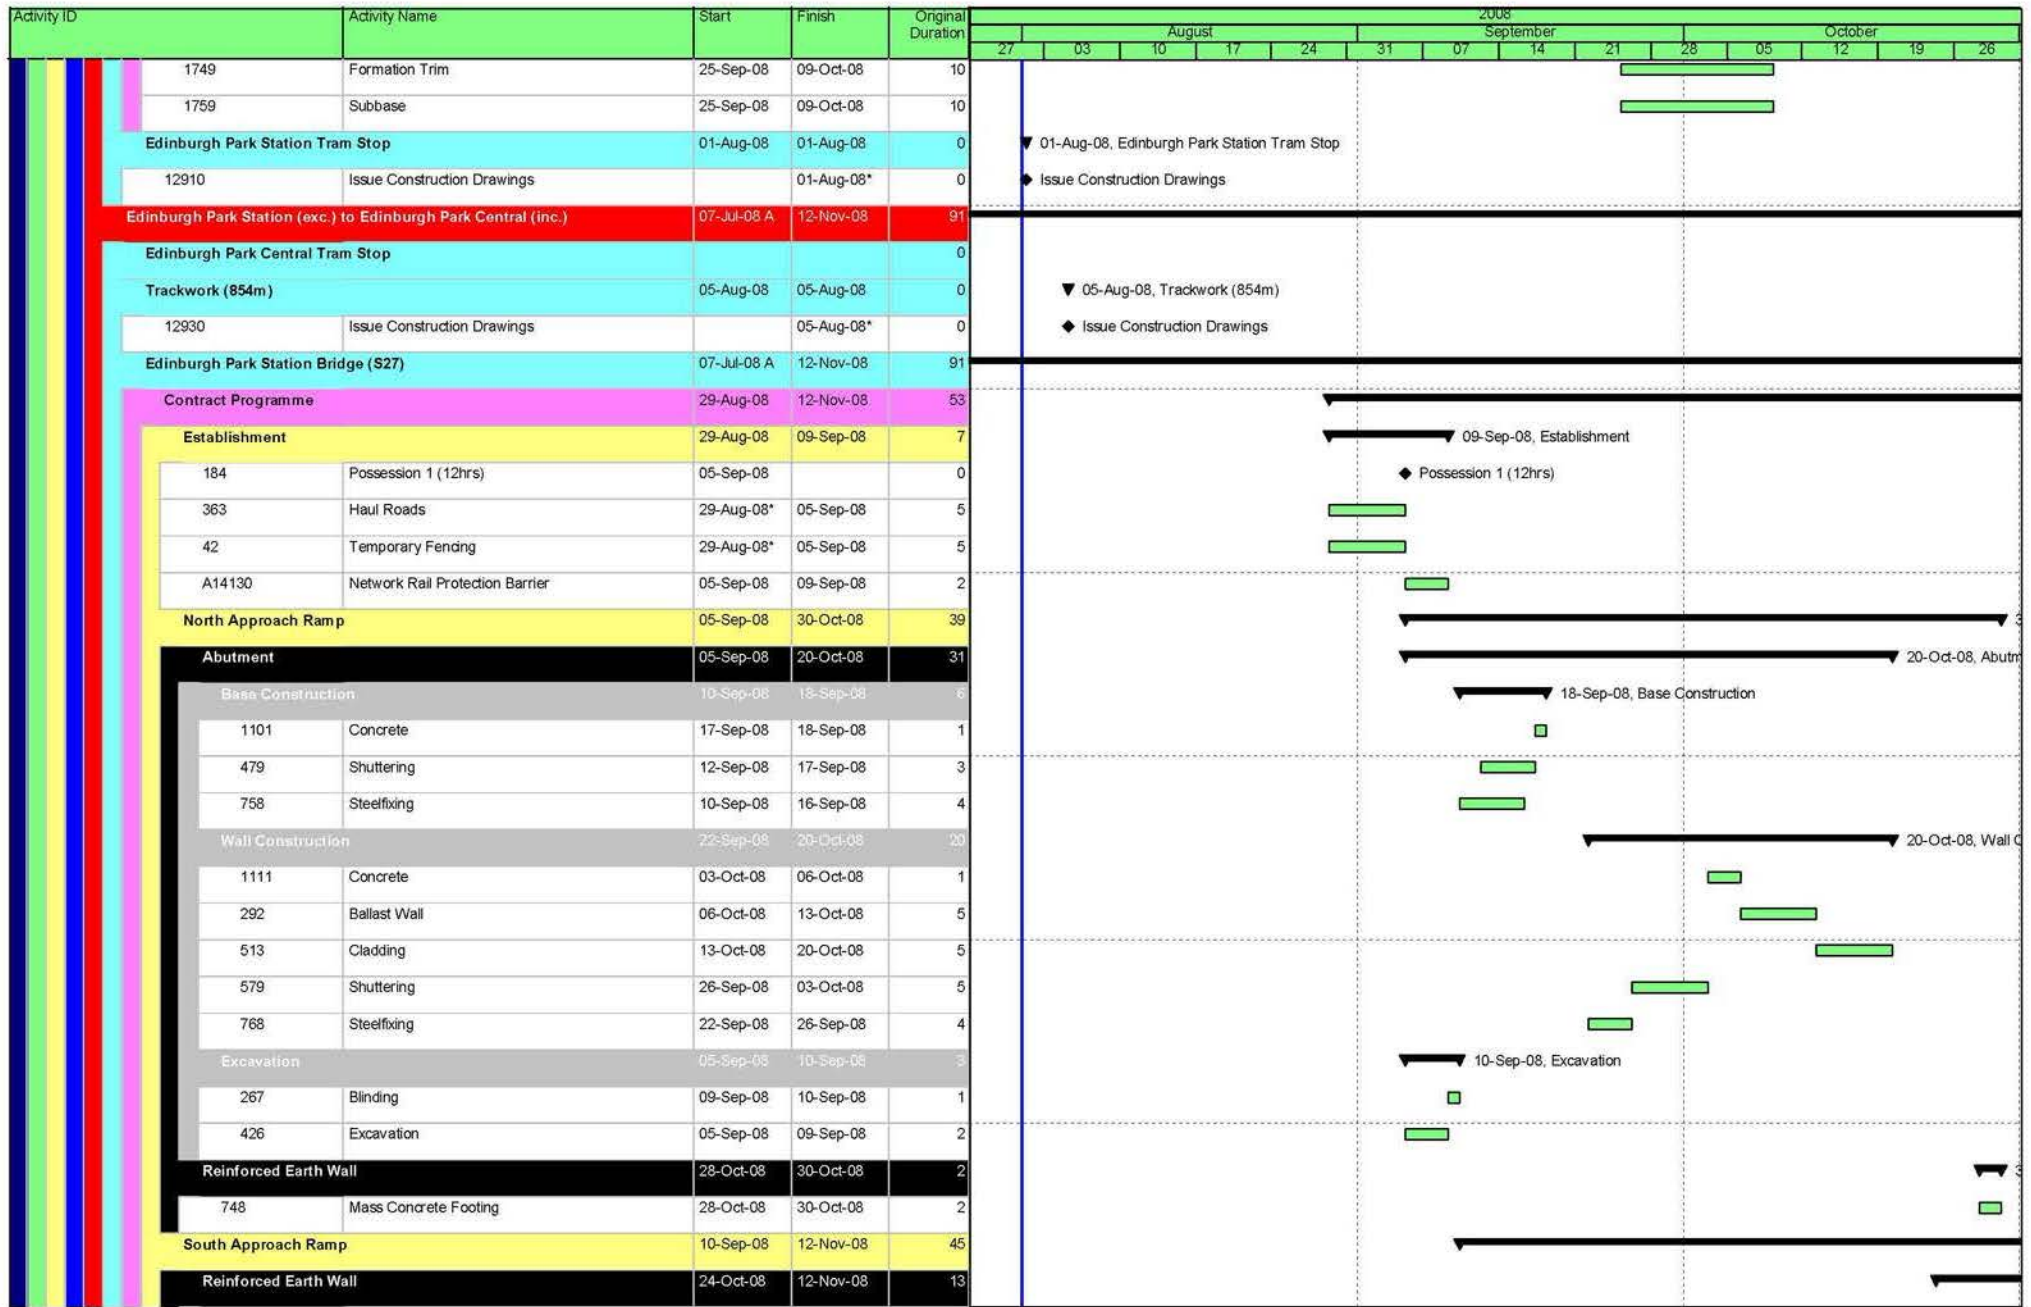 Activity ID Activity Name Start Finish Original Duration 2008
August September October
27 03 10 17 24 31 07 14 21 28 05 12 19 26
1749 Formation Trim 25-Sep-08 09-Oct-08 10
1759 Subbase 25-Sep-08 09-Oct-08 10
Edinburgh Park Station Tram Stop 01-Aug-08 01-Aug-08 0 01-Aug-08, Edinburgh Park Station Tram Stop
12910 Issue Construction Drawings 01-Aug-08* 0 Issue Construction Drawings
Edinburgh Park Station (exc.) to Edinburgh Park Central (inc.) 07-Jul-08 A 12-Nov-08 91
Edinburgh Park Central Tram Stop 0
Trackwork (854m) 05-Aug-08 05-Aug-08 0 05-Aug-08, Trackwork (854m)
12930 Issue Construction Drawings 05-Aug-08* 0 Issue Construction Drawings
Edinburgh Park Station Bridge (S27) 07-Jul-08 A 12-Nov-08 91
Contract Programme 29-Aug-08 12-Nov-08 53
Establishment 29-Aug-08 09-Sep-08 7 09-Sep-08, Establishment
184 Possession 1 (12hrs) 05-Sep-08 0 Possession 1 (12hrs)
363 Haul Roads 29-Aug-08* 05-Sep-08 5
42 Temporary Fencing 29-Aug-08* 05-Sep-08 5
A14130 Network Rail Protection Barrier 05-Sep-08 09-Sep-08 2
North Approach Ramp 05-Sep-08 30-Oct-08 39
Abutment 05-Sep-08 20-Oct-08 31 20-Oct-08, Abutm
Base Construction 10-Sep-08 18-Sep-08 6 18-Sep-08, Base Construction
1101 Concrete 17-Sep-08 18-Sep-08 1
479 Shuttering 12-Sep-08 17-Sep-08 3
758 Steelfixing 10-Sep-08 16-Sep-08 4
Wall Construction 22-Sep-08 20-Oct-08 20 20-Oct-08, Wall C
1111 Concrete 03-Oct-08 06-Oct-08 1
292 Ballast Wall 06-Oct-08 13-Oct-08 5
513 Cladding 13-Oct-08 20-Oct-08 5
579 Shuttering 26-Sep-08 03-Oct-08 5
768 Steelfixing 22-Sep-08 26-Sep-08 4
Excavation 05-Sep-08 10-Sep-08 3 10-Sep-08, Excavation
267 Blinding 09-Sep-08 10-Sep-08 1
426 Excavation 05-Sep-08 09-Sep-08 2
Reinforced Earth Wall 28-Oct-08 30-Oct-08 2
748 Mass Concrete Footing 28-Oct-08 30-Oct-08 2
South Approach Ramp 10-Sep-08 12-Nov-08 45
Reinforced Earth Wall 24-Oct-08 12-Nov-08 13